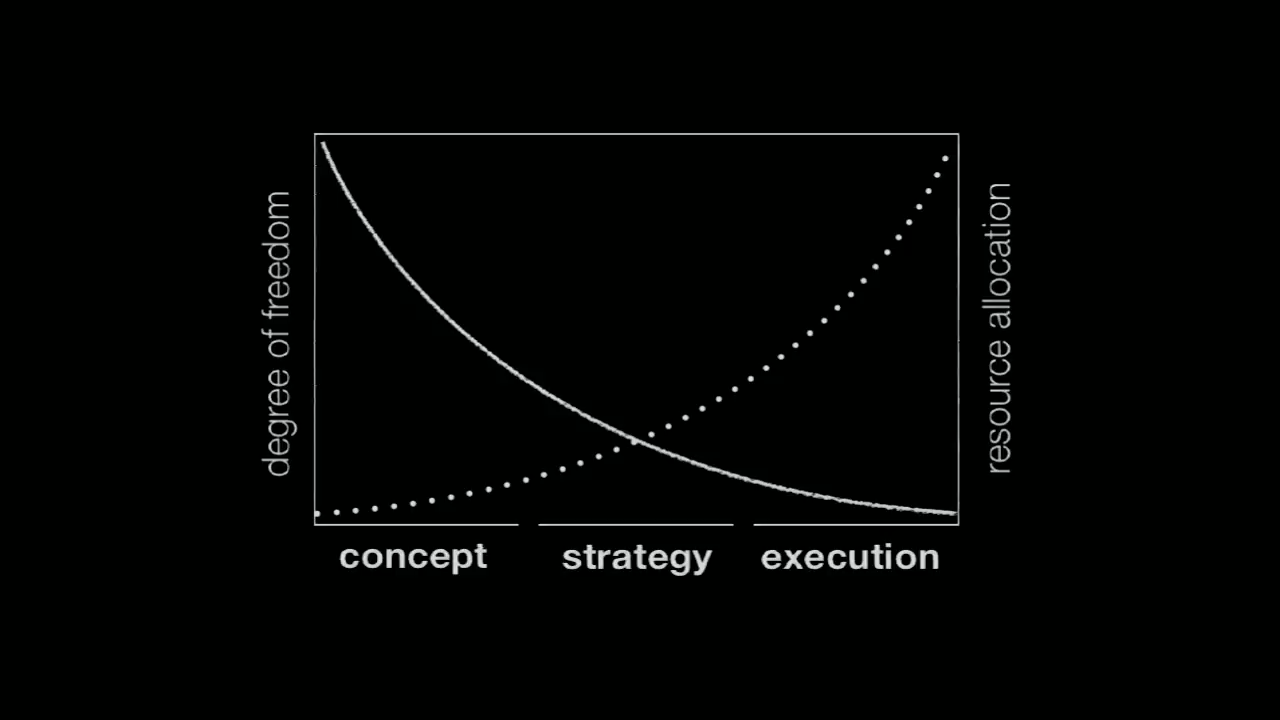 degree of freedom
resource allocation
concept
strategy
execution